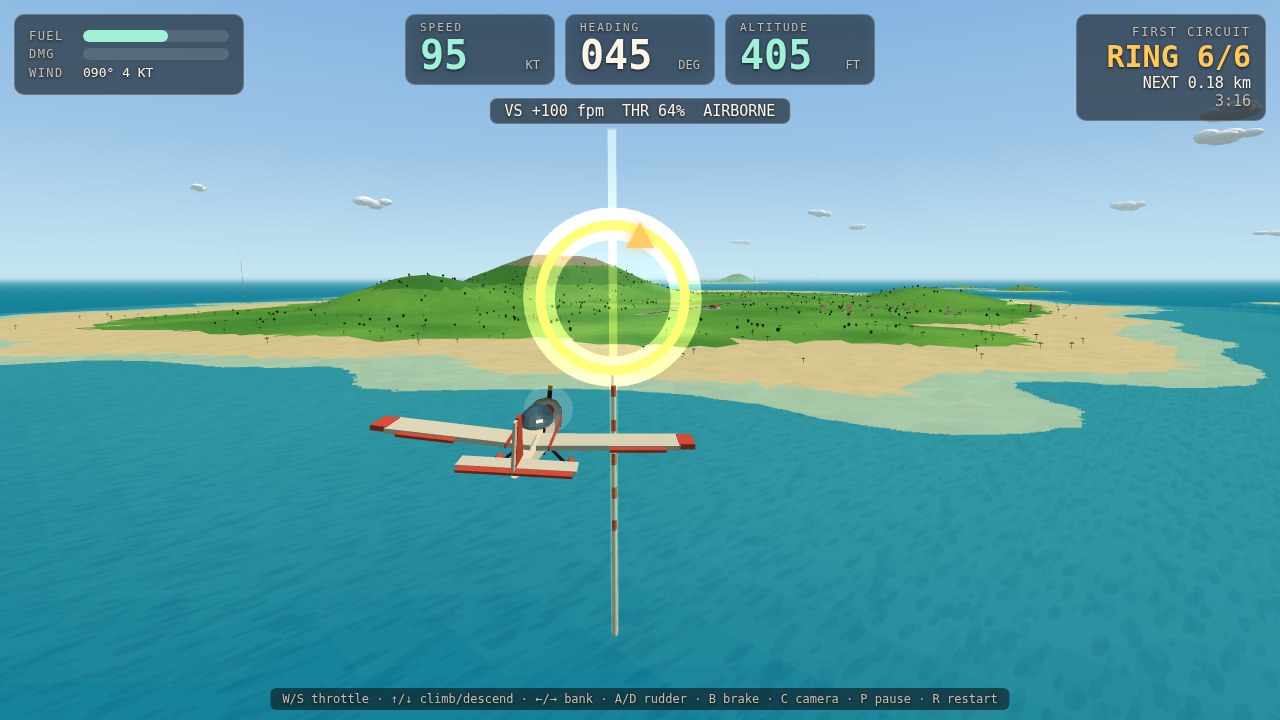 FUEL
DMG
WIND 090° 4 KT
SPEED
95 KT
HEADING
045 DEG
ALTITUDE
405 FT
VS +100 fpm THR 64% AIRBORNE
FIRST CIRCUIT
RING 6/6
NEXT 0.18 km
3:16
W/S throttle · ↑/↓ climb/descend · ←/→ bank · A/D rudder · B brake · C camera · P pause · R restart